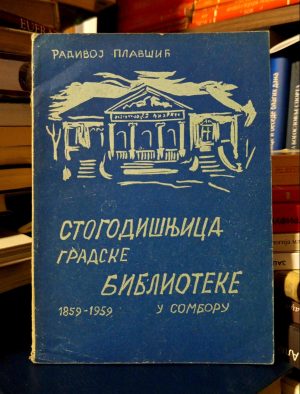 РАДИВОЈ ПЛАВШИЋ
СТОГОДИШЊИЦА
ГРАДСКЕ
БИБЛИОТЕКЕ
1859-1959 У СОМБОРУ